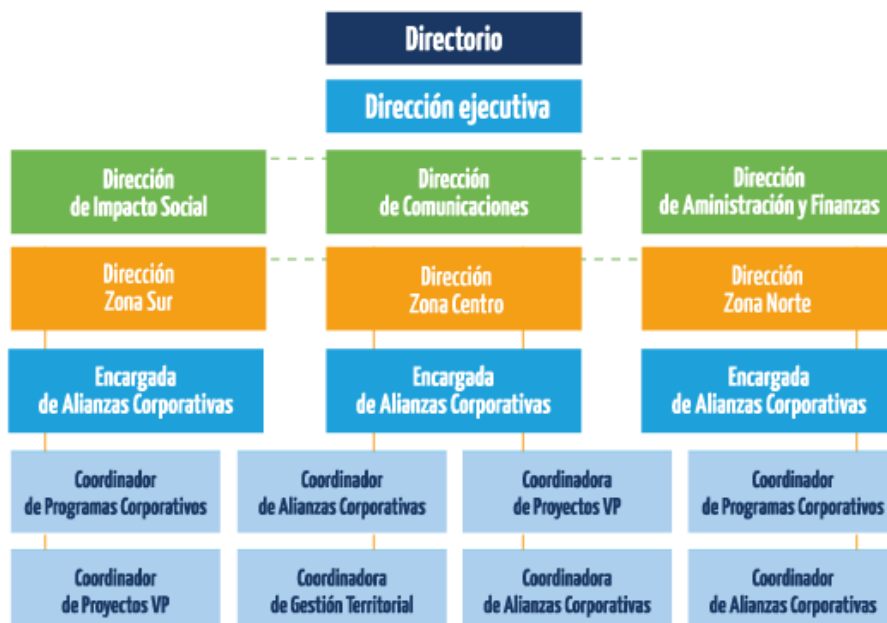 Directorio
Dirección ejecutiva
Dirección
de Impacto Social
Dirección
de Comunicaciones
Dirección
de Aministración y Finanzas
Dirección
Zona Sur
Dirección
Zona Centro
Dirección
Zona Norte
Encargada
de Alianzas Corporativas
Encargada
de Alianzas Corporativas
Encargada
de Alianzas Corporativas
Coordinador
de Programas Corporativos
Coordinador
de Alianzas Corporativas
Coordinadora
de Proyectos VP
Coordinador
de Programas Corporativos
Coordinador
de Proyectos VP
Coordinadora
de Gestión Territorial
Coordinadora
de Alianzas Corporativas
Coordinador
de Alianzas Corporativas